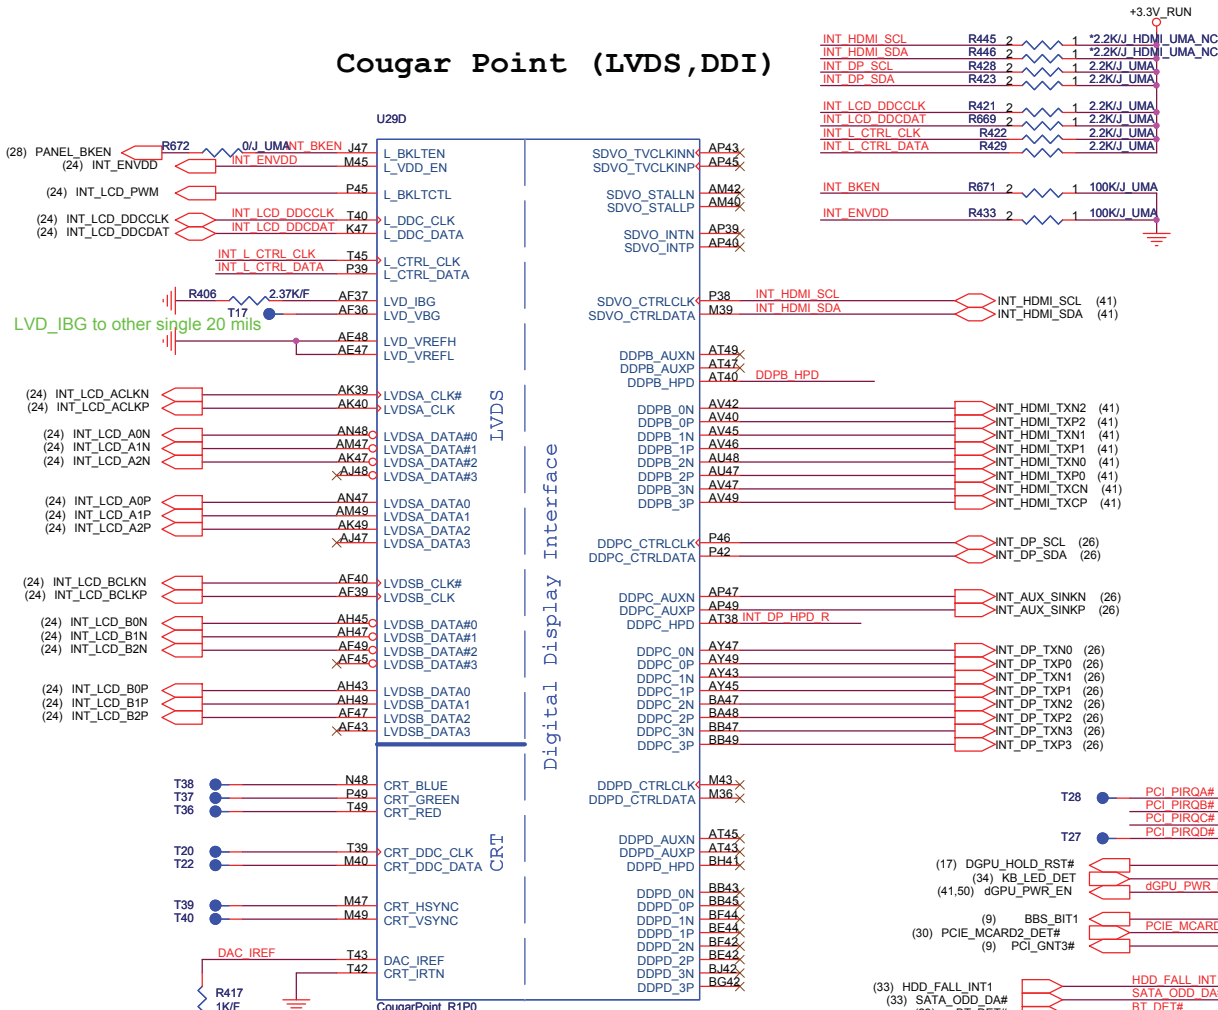 Cougar Point (LVDS,DDI)
+3.3V_RUN
INT_HDMI_SCL R445 2 1 *2.2K/J_HDMI_UMA_NC
INT_HDMI_SDA R446 2 1 *2.2K/J_HDMI_UMA_NC
INT_DP_SCL R428 2 1 2.2K/J_UMA
INT_DP_SDA R423 2 1 2.2K/J_UMA
INT_LCD_DDCCLK R421 2 1 2.2K/J_UMA
INT_LCD_DDCDAT R669 2 1 2.2K/J_UMA
INT_L_CTRL_CLK R422 2.2K/J_UMA
INT_L_CTRL_DATA R429 2 1 2.2K/J_UMA
INT_BKEN R671 2 1 100K/J_UMA
INT_ENVDD R433 2 1 100K/J_UMA
U29D
(28) PANEL_BKEN R672 0/J_UMA INT_BKEN J47 L_BKLTEN
(24) INT_ENVDD INT_ENVDD M45 L_VDD_EN
(24) INT_LCD_PWM P45 L_BKLTCTL
(24) INT_LCD_DDCCLK INT_LCD_DDCCLK T40 L_DDC_CLK
(24) INT_LCD_DDCDAT INT_LCD_DDCDAT K47 L_DDC_DATA
INT_L_CTRL_CLK T45 L_CTRL_CLK
INT_L_CTRL_DATA P39 L_CTRL_DATA
R406 2.37K/F AF37 LVD_IBG
T17 AF36 LVD_VBG
LVD_IBG to other single 20 mils
AE48 LVD_VREFH
AE47 LVD_VREFL
(24) INT_LCD_ACLKN AK39 LVDSA_CLK#
(24) INT_LCD_ACLKP AK40 LVDSA_CLK
(24) INT_LCD_A0N AN48 LVDSA_DATA#0
(24) INT_LCD_A1N AM47 LVDSA_DATA#1
(24) INT_LCD_A2N AK47 LVDSA_DATA#2
AJ48 LVDSA_DATA#3
(24) INT_LCD_A0P AN47 LVDSA_DATA0
(24) INT_LCD_A1P AM49 LVDSA_DATA1
(24) INT_LCD_A2P AK49 LVDSA_DATA2
AJ47 LVDSA_DATA3
(24) INT_LCD_BCLKN AF40 LVDSB_CLK#
(24) INT_LCD_BCLKP AF39 LVDSB_CLK
(24) INT_LCD_B0N AH45 LVDSB_DATA#0
(24) INT_LCD_B1N AH47 LVDSB_DATA#1
(24) INT_LCD_B2N AF49 LVDSB_DATA#2
AF45 LVDSB_DATA#3
(24) INT_LCD_B0P AH43 LVDSB_DATA0
(24) INT_LCD_B1P AH49 LVDSB_DATA1
(24) INT_LCD_B2P AF47 LVDSB_DATA2
AF43 LVDSB_DATA3
T38 N48 CRT_BLUE
T37 P49 CRT_GREEN
T36 T49 CRT_RED
T20 T39 CRT_DDC_CLK
T22 M40 CRT_DDC_DATA
T39 M47 CRT_HSYNC
T40 M49 CRT_VSYNC
DAC_IREF T43 DAC_IREF
T42 CRT_IRTN
R417
1K/F
CougarPoint_R1P0
LVDS
Digital Display Interface
CRT
SDVO_TVCLKINN AP43
SDVO_TVCLKINP AP45
SDVO_STALLN AM42
SDVO_STALLP AM40
SDVO_INTN AP39
SDVO_INTP AP40
SDVO_CTRLCLK P38 INT_HDMI_SCL INT_HDMI_SCL (41)
SDVO_CTRLDATA M39 INT_HDMI_SDA INT_HDMI_SDA (41)
DDPB_AUXN AT49
DDPB_AUXP AT47
DDPB_HPD AT40 DDPB_HPD
DDPB_0N AV42 INT_HDMI_TXN2 (41)
DDPB_0P AV40 INT_HDMI_TXP2 (41)
DDPB_1N AV45 INT_HDMI_TXN1 (41)
DDPB_1P AV46 INT_HDMI_TXP1 (41)
DDPB_2N AU48 INT_HDMI_TXN0 (41)
DDPB_2P AU47 INT_HDMI_TXP0 (41)
DDPB_3N AV47 INT_HDMI_TXCN (41)
DDPB_3P AV49 INT_HDMI_TXCP (41)
DDPC_CTRLCLK P46 INT_DP_SCL (26)
DDPC_CTRLDATA P42 INT_DP_SDA (26)
DDPC_AUXN AP47 INT_AUX_SINKN (26)
DDPC_AUXP AP49 INT_AUX_SINKP (26)
DDPC_HPD AT38 INT_DP_HPD_R
DDPC_0N AY47 INT_DP_TXN0 (26)
DDPC_0P AY49 INT_DP_TXP0 (26)
DDPC_1N AY43 INT_DP_TXN1 (26)
DDPC_1P AY45 INT_DP_TXP1 (26)
DDPC_2N BA47 INT_DP_TXN2 (26)
DDPC_2P BA48 INT_DP_TXP2 (26)
DDPC_3N BB47 INT_DP_TXN3 (26)
DDPC_3P BB49 INT_DP_TXP3 (26)
DDPD_CTRLCLK M43
DDPD_CTRLDATA M36
DDPD_AUXN AT45
DDPD_AUXP AT43
DDPD_HPD BH41
DDPD_0N BB43
DDPD_0P BB45
DDPD_1N BF44
DDPD_1P BE44
DDPD_2N BF42
DDPD_2P BE42
DDPD_3N BJ42
DDPD_3P BG42
T28 PCI_PIRQA#
PCI_PIRQB#
PCI_PIRQC#
T27 PCI_PIRQD#
(17) DGPU_HOLD_RST#
(34) KB_LED_DET
(41,50) dGPU_PWR_EN dGPU_PWR
(9) BBS_BIT1
(30) PCIE_MCARD2_DET# PCIE_MCARD
(9) PCI_GNT3#
(33) HDD_FALL_INT1 HDD_FALL_INT
(33) SATA_ODD_DA# SATA_ODD_DA
BT_DET#